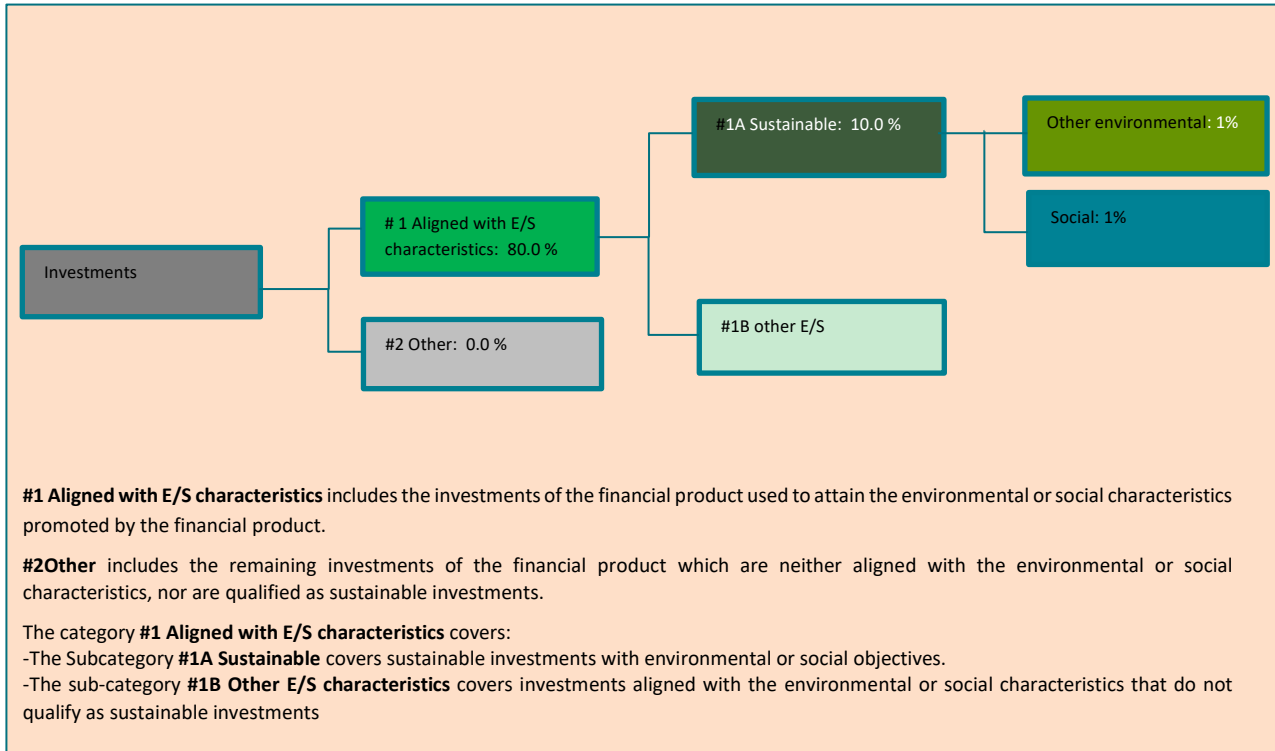 #1A Sustainable: 10.0 %
Other environmental: 1%
# 1 Aligned with E/S
characteristics: 80.0 %
Social: 1%
Investments
#2 Other: 0.0 %
#1B other E/S
#1 Aligned with E/S characteristics includes the investments of the financial product used to attain the environmental or social characteristics
promoted by the financial product.
#2Other includes the remaining investments of the financial product which are neither aligned with the environmental or social
characteristics, nor are qualified as sustainable investments.
The category #1 Aligned with E/S characteristics covers:
-The Subcategory #1A Sustainable covers sustainable investments with environmental or social objectives.
-The sub-category #1B Other E/S characteristics covers investments aligned with the environmental or social characteristics that do not
qualify as sustainable investments